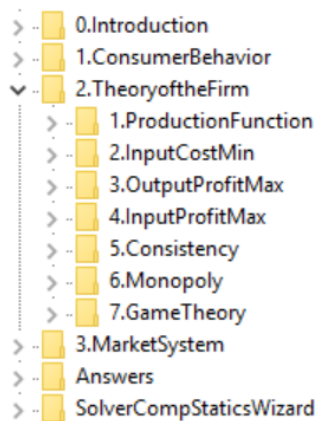 0.Introduction
1.ConsumerBehavior
2.TheoryoftheFirm
1.ProductionFunction
2.InputCostMin
3.OutputProfitMax
4.InputProfitMax
5.Consistency
6.Monopoly
7.GameTheory
3.MarketSystem
Answers
SolverCompStaticsWizard